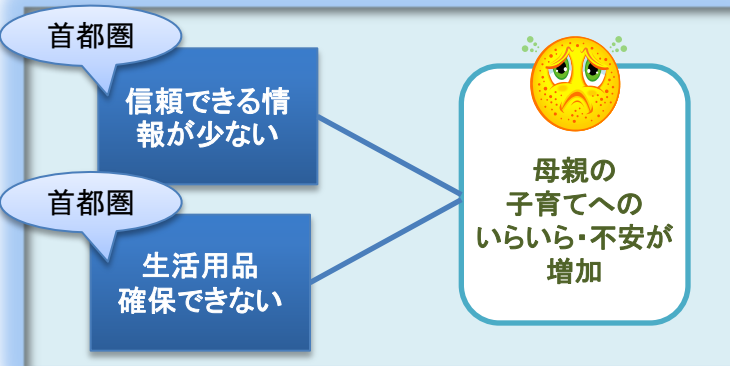 首都圏
信頼できる情
報が少ない
首都圏
生活用品
確保できない
母親の
子育てへの
いらいら・不安が
増加